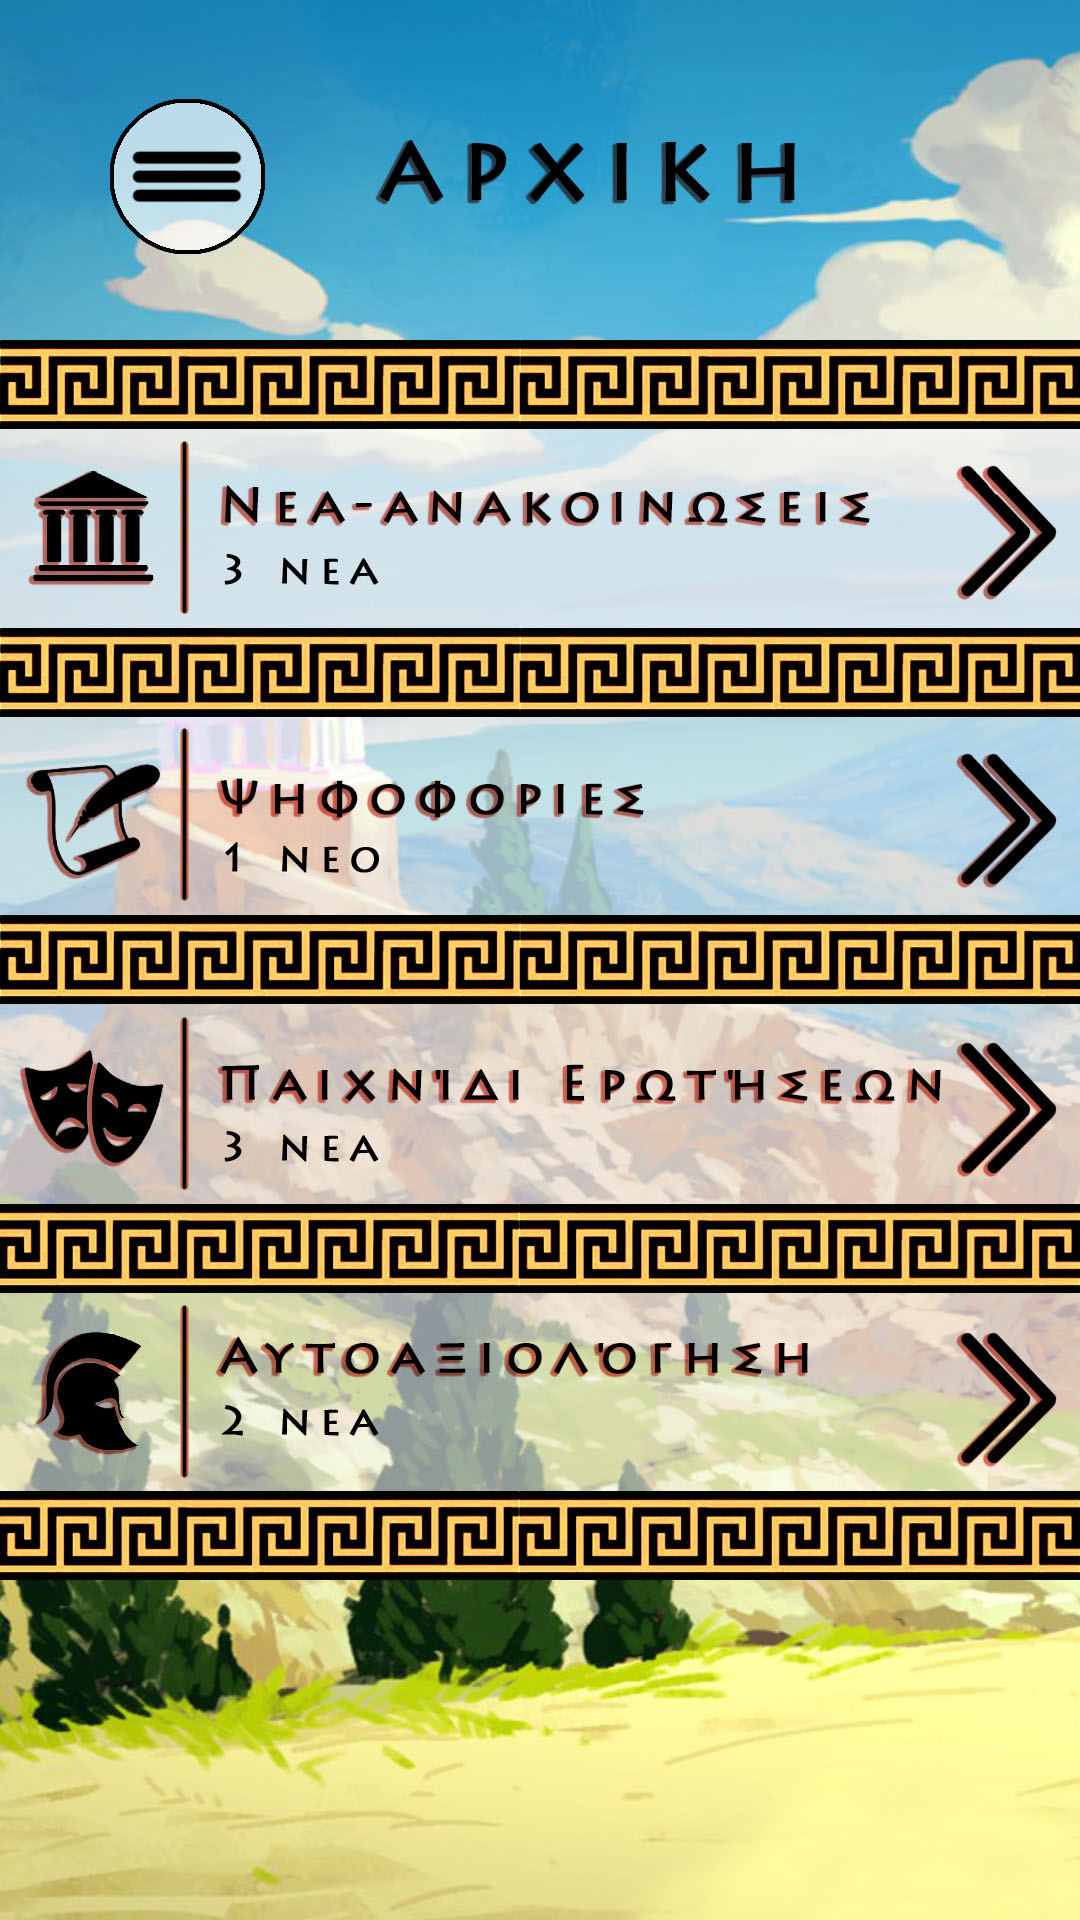 ΑΡΧΙΚΗ
ΝΕΑ-ΑΝΑΚΟΙΝΩΣΕΙΣ
3 ΝΕΑ
ΨΗΦΟΦΟΡΙΕΣ
1 ΝΕΟ
ΠΑΙΧΝΊΔΙ ΕΡΩΤΉΣΕΩΝ
3 ΝΕΑ
ΑΥΤΟΑΞΙΟΛΌΓΗΣΗ
2 ΝΕΑ